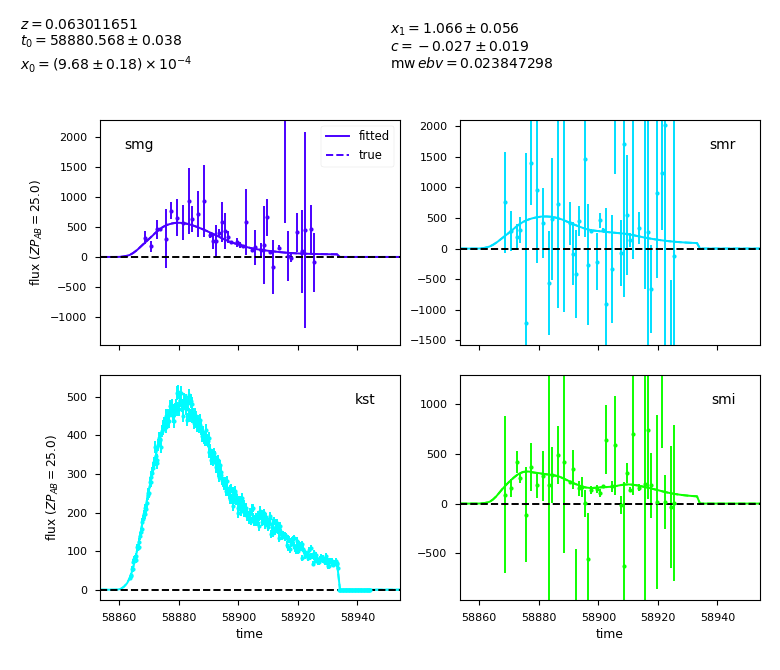 z = 0.063011651
t₀ = 58880.568 ± 0.038
x₀ = (9.68 ± 0.18) × 10⁻⁴
x₁ = 1.066 ± 0.056
c = −0.027 ± 0.019
mw ebv = 0.023847298
smg
fitted
true
2000
1500
1000
500
0
−500
−1000
flux (ZP_AB = 25.0)
smr
2000
1500
1000
500
0
−500
−1000
−1500
kst
500
400
300
200
100
0
flux (ZP_AB = 25.0)
58860 58880 58900 58920 58940
time
smi
1000
500
0
−500
58860 58880 58900 58920 58940
time